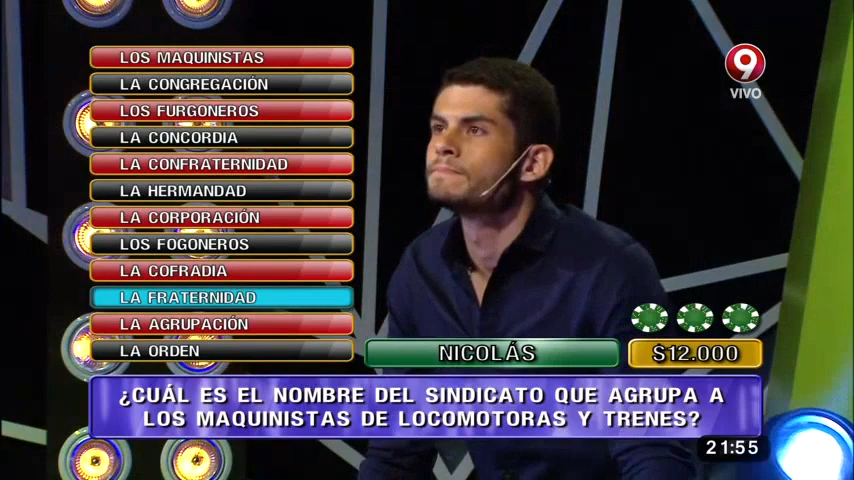 LOS MAQUINISTAS
LA CONGREGACIÓN
LOS FURGONEROS
LA CONCORDIA
LA CONFRATERNIDAD
LA HERMANDAD
LA CORPORACIÓN
LOS FOGONEROS
LA COFRADIA
LA FRATERNIDAD
LA AGRUPACIÓN
LA ORDEN
9
VIVO
NICOLÁS
$12.000
¿CUÁL ES EL NOMBRE DEL SINDICATO QUE AGRUPA A
LOS MAQUINISTAS DE LOCOMOTORAS Y TRENES?
21:55